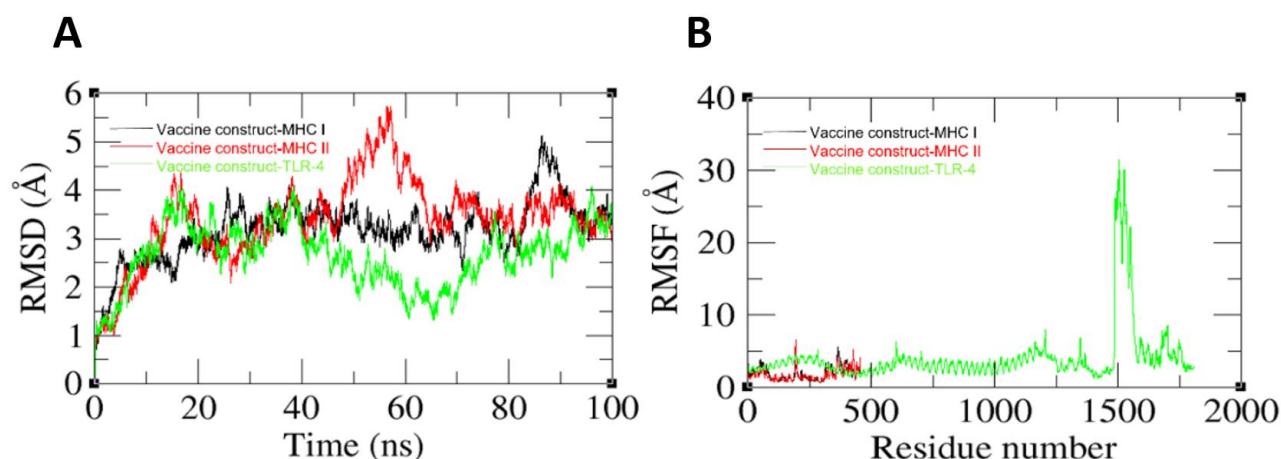 A
RMSD (Å)
6
5
4
3
2
1
0
Vaccine construct-MHC I
Vaccine construct-MHC II
Vaccine construct-TLR-4
0 20 40 60 80 100
Time (ns)
B
RMSF (Å)
40
30
20
10
0
Vaccine construct-MHC I
Vaccine construct-MHC II
Vaccine construct-TLR-4
0 500 1000 1500 2000
Residue number